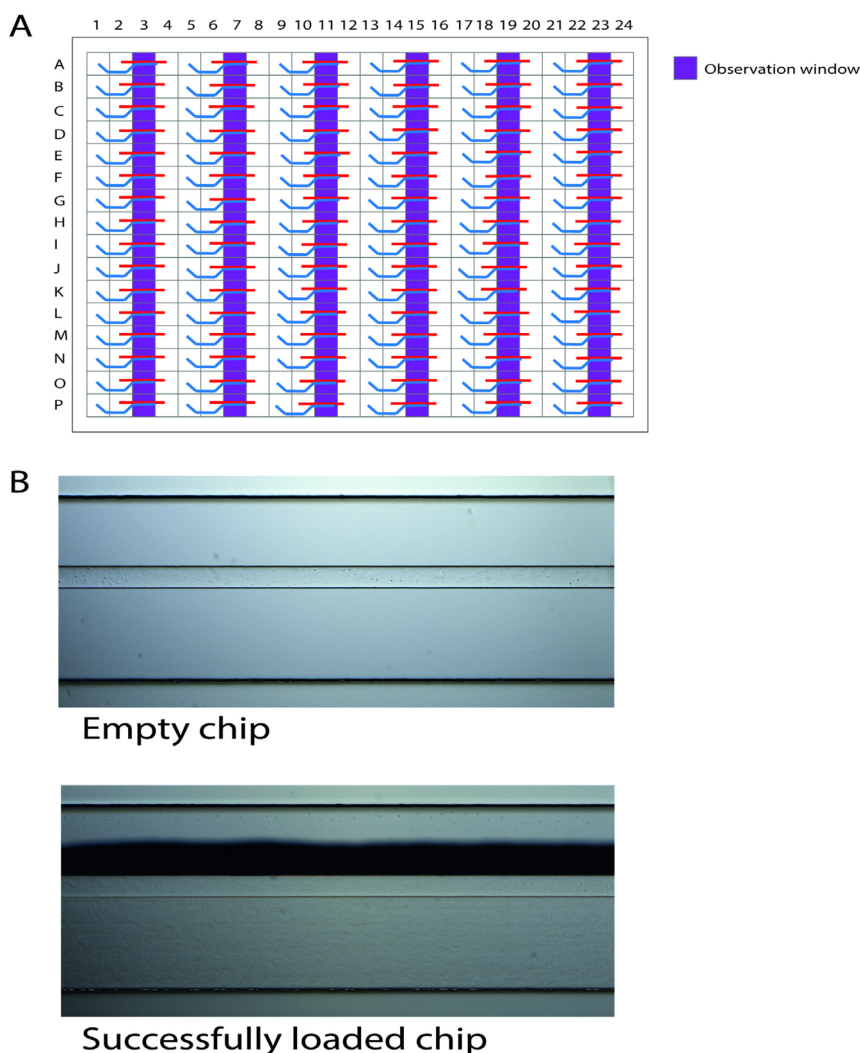 A
1 2 3 4 5 6 7 8 9 10 11 12 13 14 15 16 17 18 19 20 21 22 23 24
Observation window
A
B
C
D
E
F
G
H
I
J
K
L
M
N
O
P
B
Empty chip
Successfully loaded chip